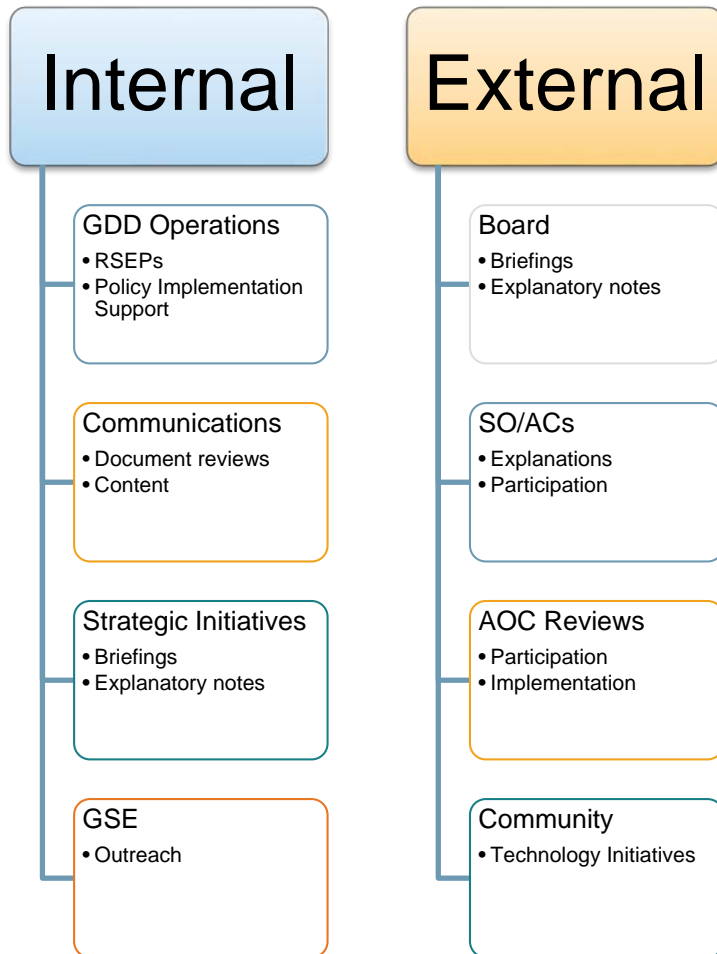 Internal
GDD Operations
• RSEPs
• Policy Implementation
Support
Communications
• Document reviews
• Content
Strategic Initiatives
• Briefings
• Explanatory notes
GSE
• Outreach
External
Board
• Briefings
• Explanatory notes
SO/ACs
• Explanations
• Participation
AOC Reviews
• Participation
• Implementation
Community
• Technology Initiatives